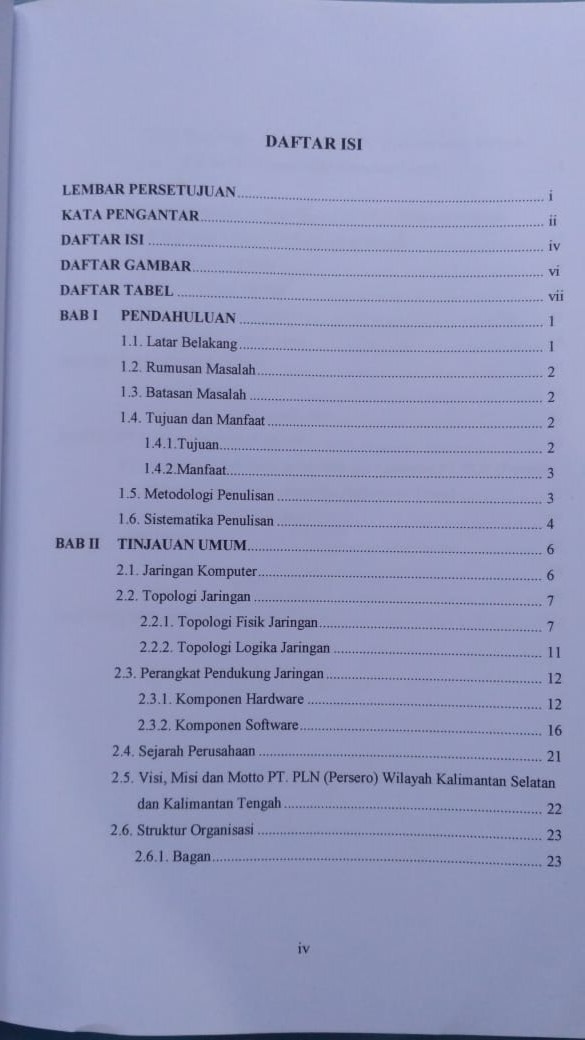 DAFTAR ISI
LEMBAR PERSETUJUAN i
KATA PENGANTAR ii
DAFTAR ISI iv
DAFTAR GAMBAR vi
DAFTAR TABEL vii
BAB I PENDAHULUAN 1
1.1. Latar Belakang 1
1.2. Rumusan Masalah 2
1.3. Batasan Masalah 2
1.4. Tujuan dan Manfaat 2
1.4.1.Tujuan 2
1.4.2.Manfaat 3
1.5. Metodologi Penulisan 3
1.6. Sistematika Penulisan 4
BAB II TINJAUAN UMUM 6
2.1. Jaringan Komputer 6
2.2. Topologi Jaringan 7
2.2.1. Topologi Fisik Jaringan 7
2.2.2. Topologi Logika Jaringan 11
2.3. Perangkat Pendukung Jaringan 12
2.3.1. Komponen Hardware 12
2.3.2. Komponen Software 16
2.4. Sejarah Perusahaan 21
2.5. Visi, Misi dan Motto PT. PLN (Persero) Wilayah Kalimantan Selatan
dan Kalimantan Tengah 22
2.6. Struktur Organisasi 23
2.6.1. Bagan 23
iv